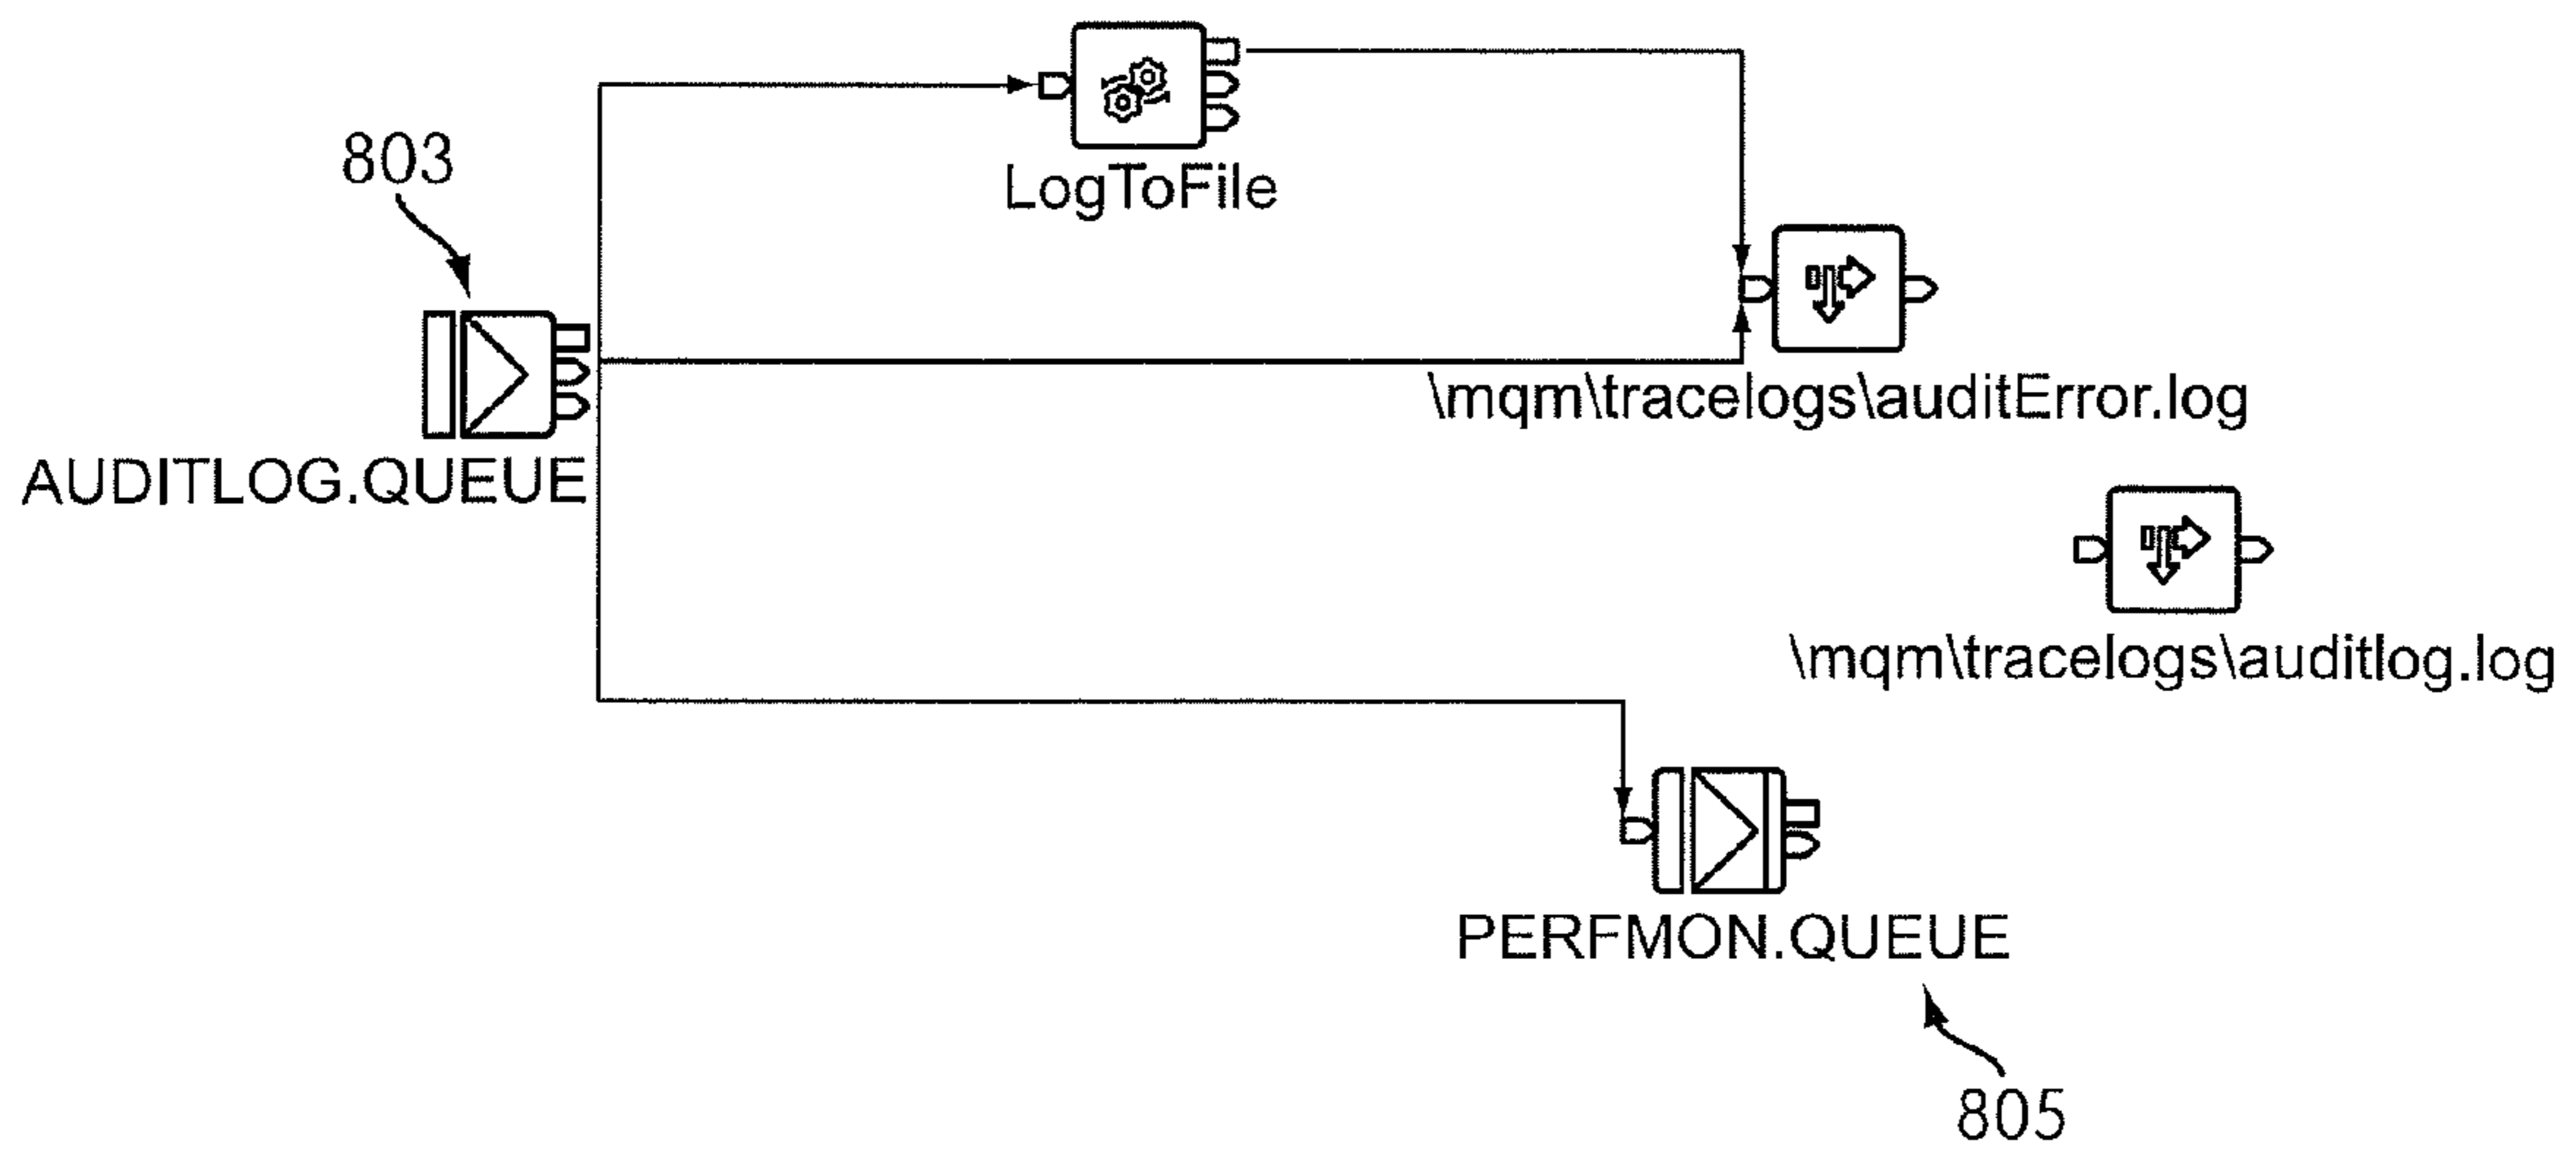 803
LogToFile
\mqm\tracelogs\auditError.log
AUDITLOG.QUEUE
\mqm\tracelogs\auditlog.log
PERFMON.QUEUE
805